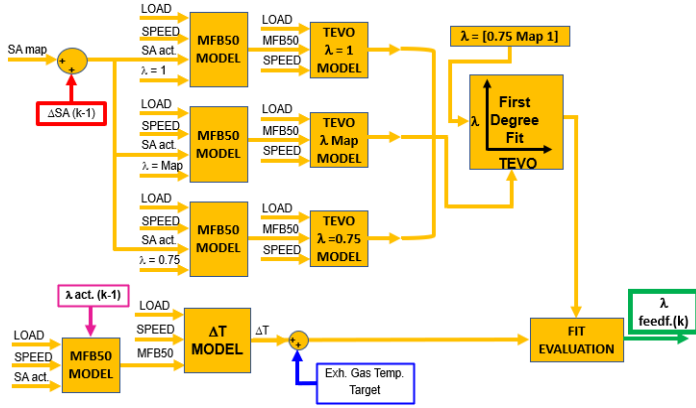 LOAD
SPEED
SA act.
λ = 1
MFB50
MODEL
LOAD
MFB50
SPEED
TEVO
λ = 1
MODEL
λ = [0.75 Map 1]
SA map
+
+
ΔSA (k-1)
LOAD
SPEED
SA act.
λ = Map
MFB50
MODEL
LOAD
MFB50
SPEED
TEVO
λ Map
MODEL
First
Degree
Fit
λ
TEVO
LOAD
SPEED
SA act.
λ = 0.75
MFB50
MODEL
LOAD
MFB50
SPEED
TEVO
λ =0.75
MODEL
λ act. (k-1)
LOAD
SPEED
SA act.
MFB50
MODEL
LOAD
SPEED
MFB50
ΔT
MODEL
ΔT
+
+
Exh. Gas Temp.
Target
FIT
EVALUATION
λ
feedf.(k)